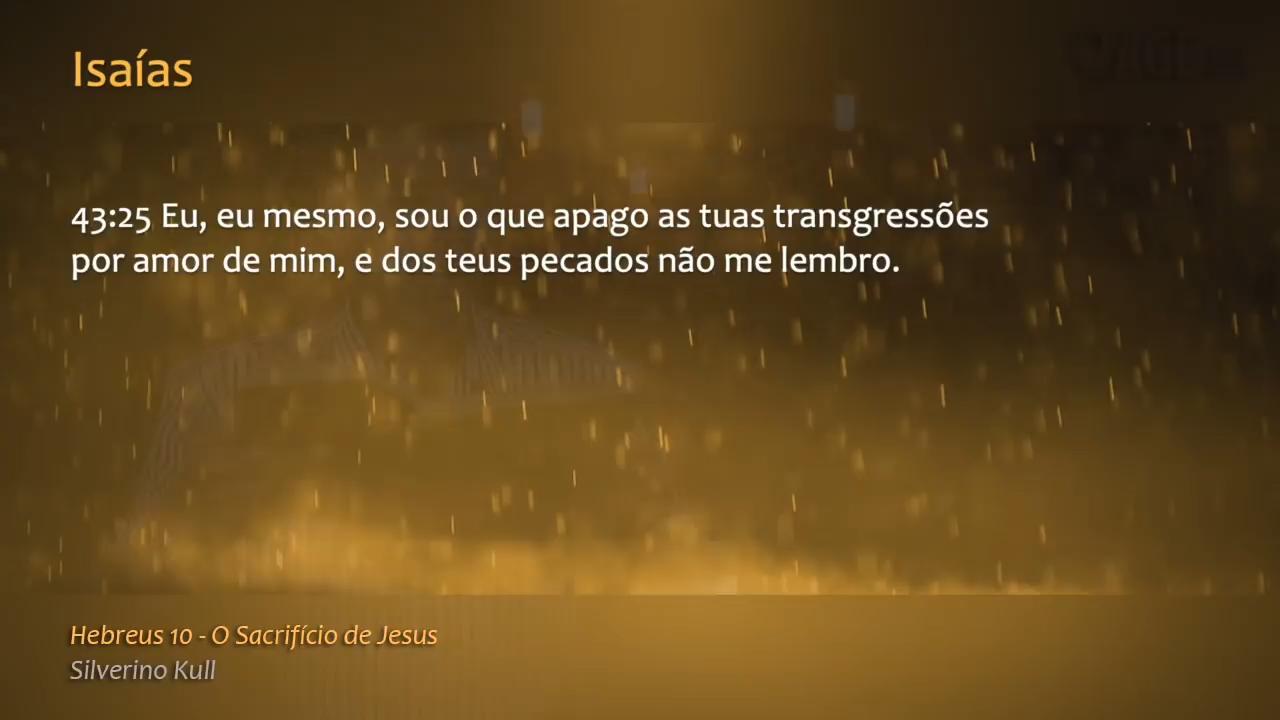 Isaías
43:25 Eu, eu mesmo, sou o que apago as tuas transgressões
por amor de mim, e dos teus pecados não me lembro.
Hebreus 10 - O Sacrifício de Jesus
Silverino Kull